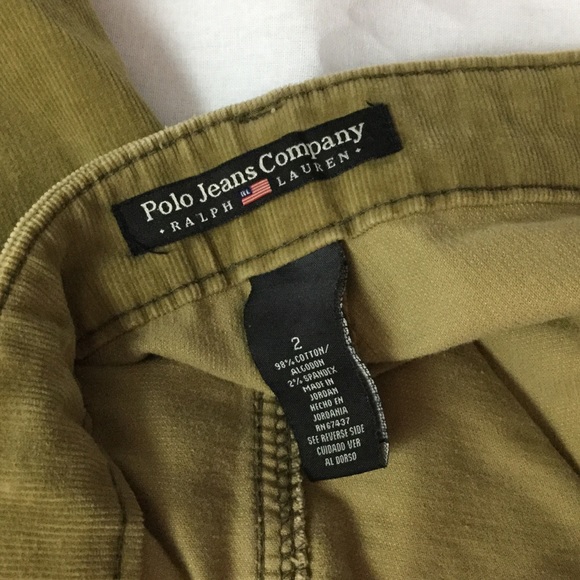 Polo Jeans Company
• RALPH RL LAUREN •
2
98% COTTON/
ALGODON
2% SPANDEX
MADE IN
JORDAN
HECHO EN
JORDANIA
RN67437
SEE REVERSE SIDE
CUIDADO VER
AL DORSO